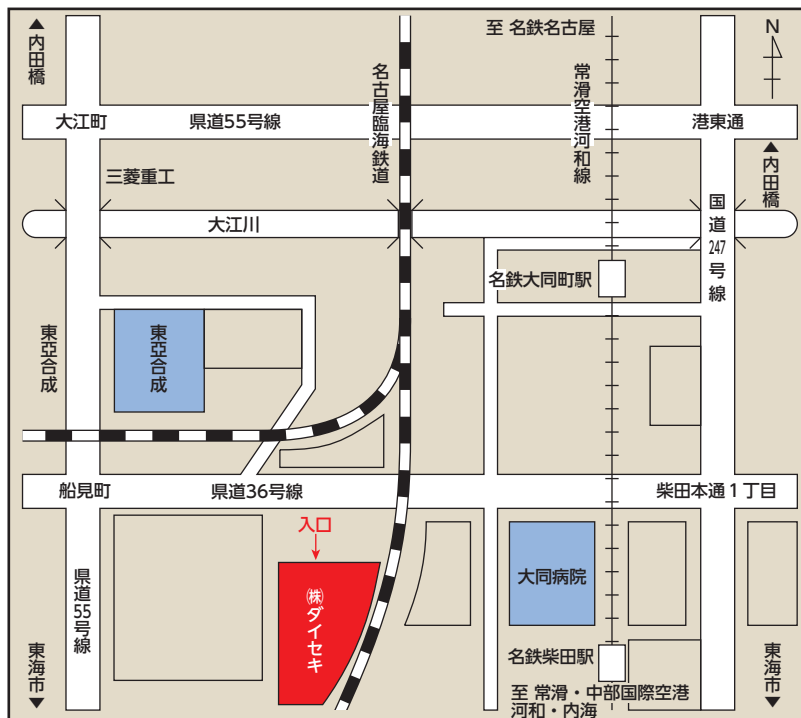 ▲内田橋
至 名鉄名古屋
N
名古屋臨海鉄道
常滑空港河和線
大江町
県道55号線
港東通
▲内田橋
三菱重工
大江川
国道247号線
名鉄大同町駅
東亞合成
東亞合成
船見町
県道36号線
柴田本通１丁目
入口
㈱ダイセキ
大同病院
県道55号線
名鉄柴田駅
東海市▼
東海市▼
至 常滑・中部国際空港
河和・内海